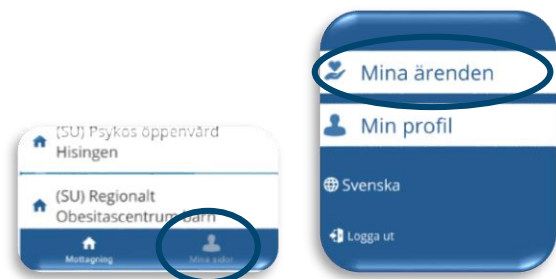 (SU) Psykos öppenvård
Hisingen
(SU) Regionalt
Obesitascentrum barn
Mottagning
Mina sidor
Mina ärenden
Min profil
Svenska
Logga ut